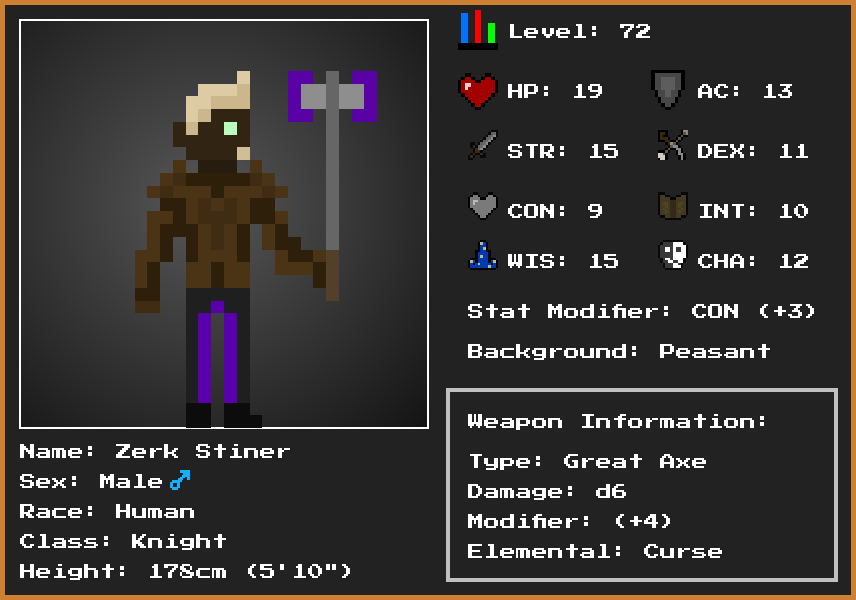 Level: 72
HP: 19
AC: 13
STR: 15
DEX: 11
CON: 9
INT: 10
WIS: 15
CHA: 12
Stat Modifier: CON (+3)
Background: Peasant
Weapon Information:
Type: Great Axe
Damage: d6
Modifier: (+4)
Elemental: Curse
Name: Zerk Stiner
Sex: Male ♂
Race: Human
Class: Knight
Height: 178cm (5'10")